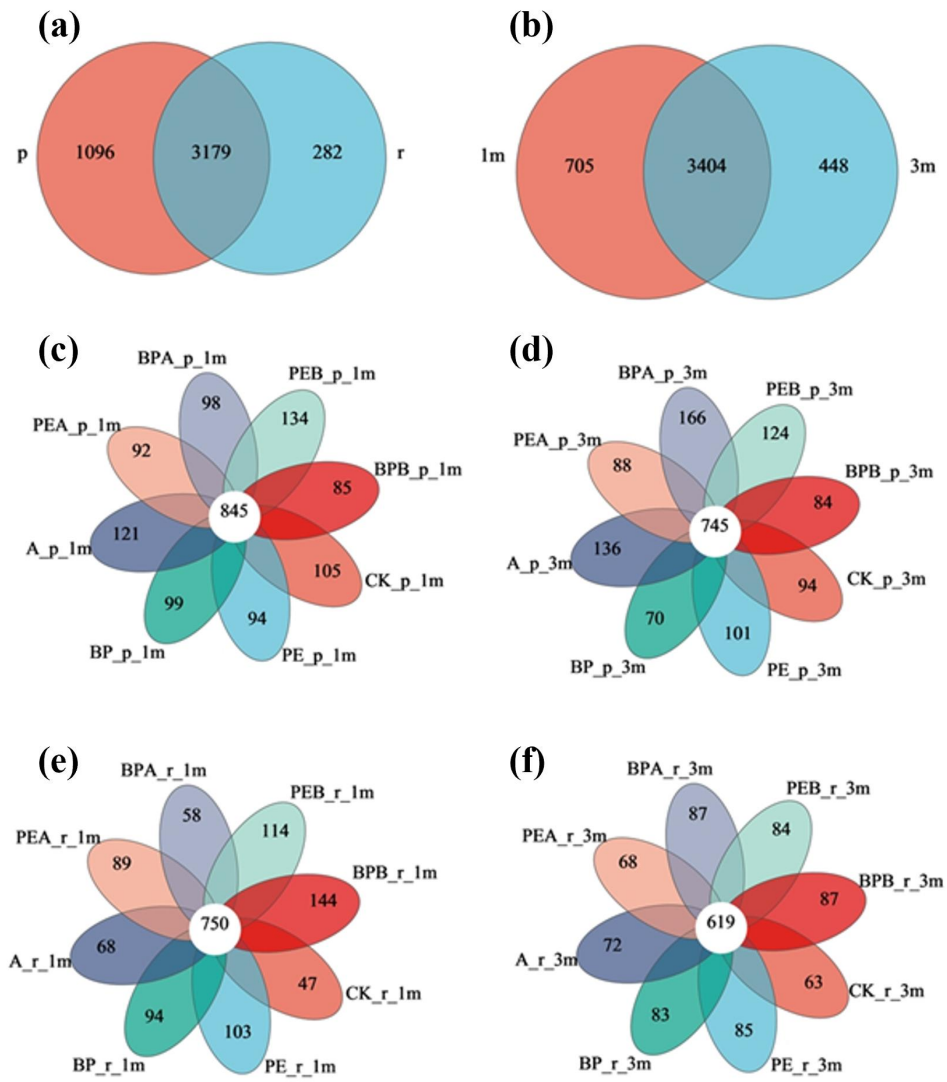 (a)
(b)
p
1096
3179
282
r
1m
705
3404
448
3m
(c)
BPA_p_1m
PEB_p_1m
PEA_p_1m
98
134
92
BPB_p_1m
85
845
A_p_1m
121
105
CK_p_1m
99
94
BP_p_1m
PE_p_1m
(d)
BPA_p_3m
PEB_p_3m
PEA_p_3m
166
124
88
BPB_p_3m
84
745
A_p_3m
136
94
CK_p_3m
70
101
BP_p_3m
PE_p_3m
(e)
BPA_r_1m
PEB_r_1m
PEA_r_1m
58
114
89
BPB_r_1m
144
750
A_r_1m
68
47
CK_r_1m
94
103
BP_r_1m
PE_r_1m
(f)
BPA_r_3m
PEB_r_3m
PEA_r_3m
87
84
68
BPB_r_3m
87
619
A_r_3m
72
63
CK_r_3m
83
85
BP_r_3m
PE_r_3m